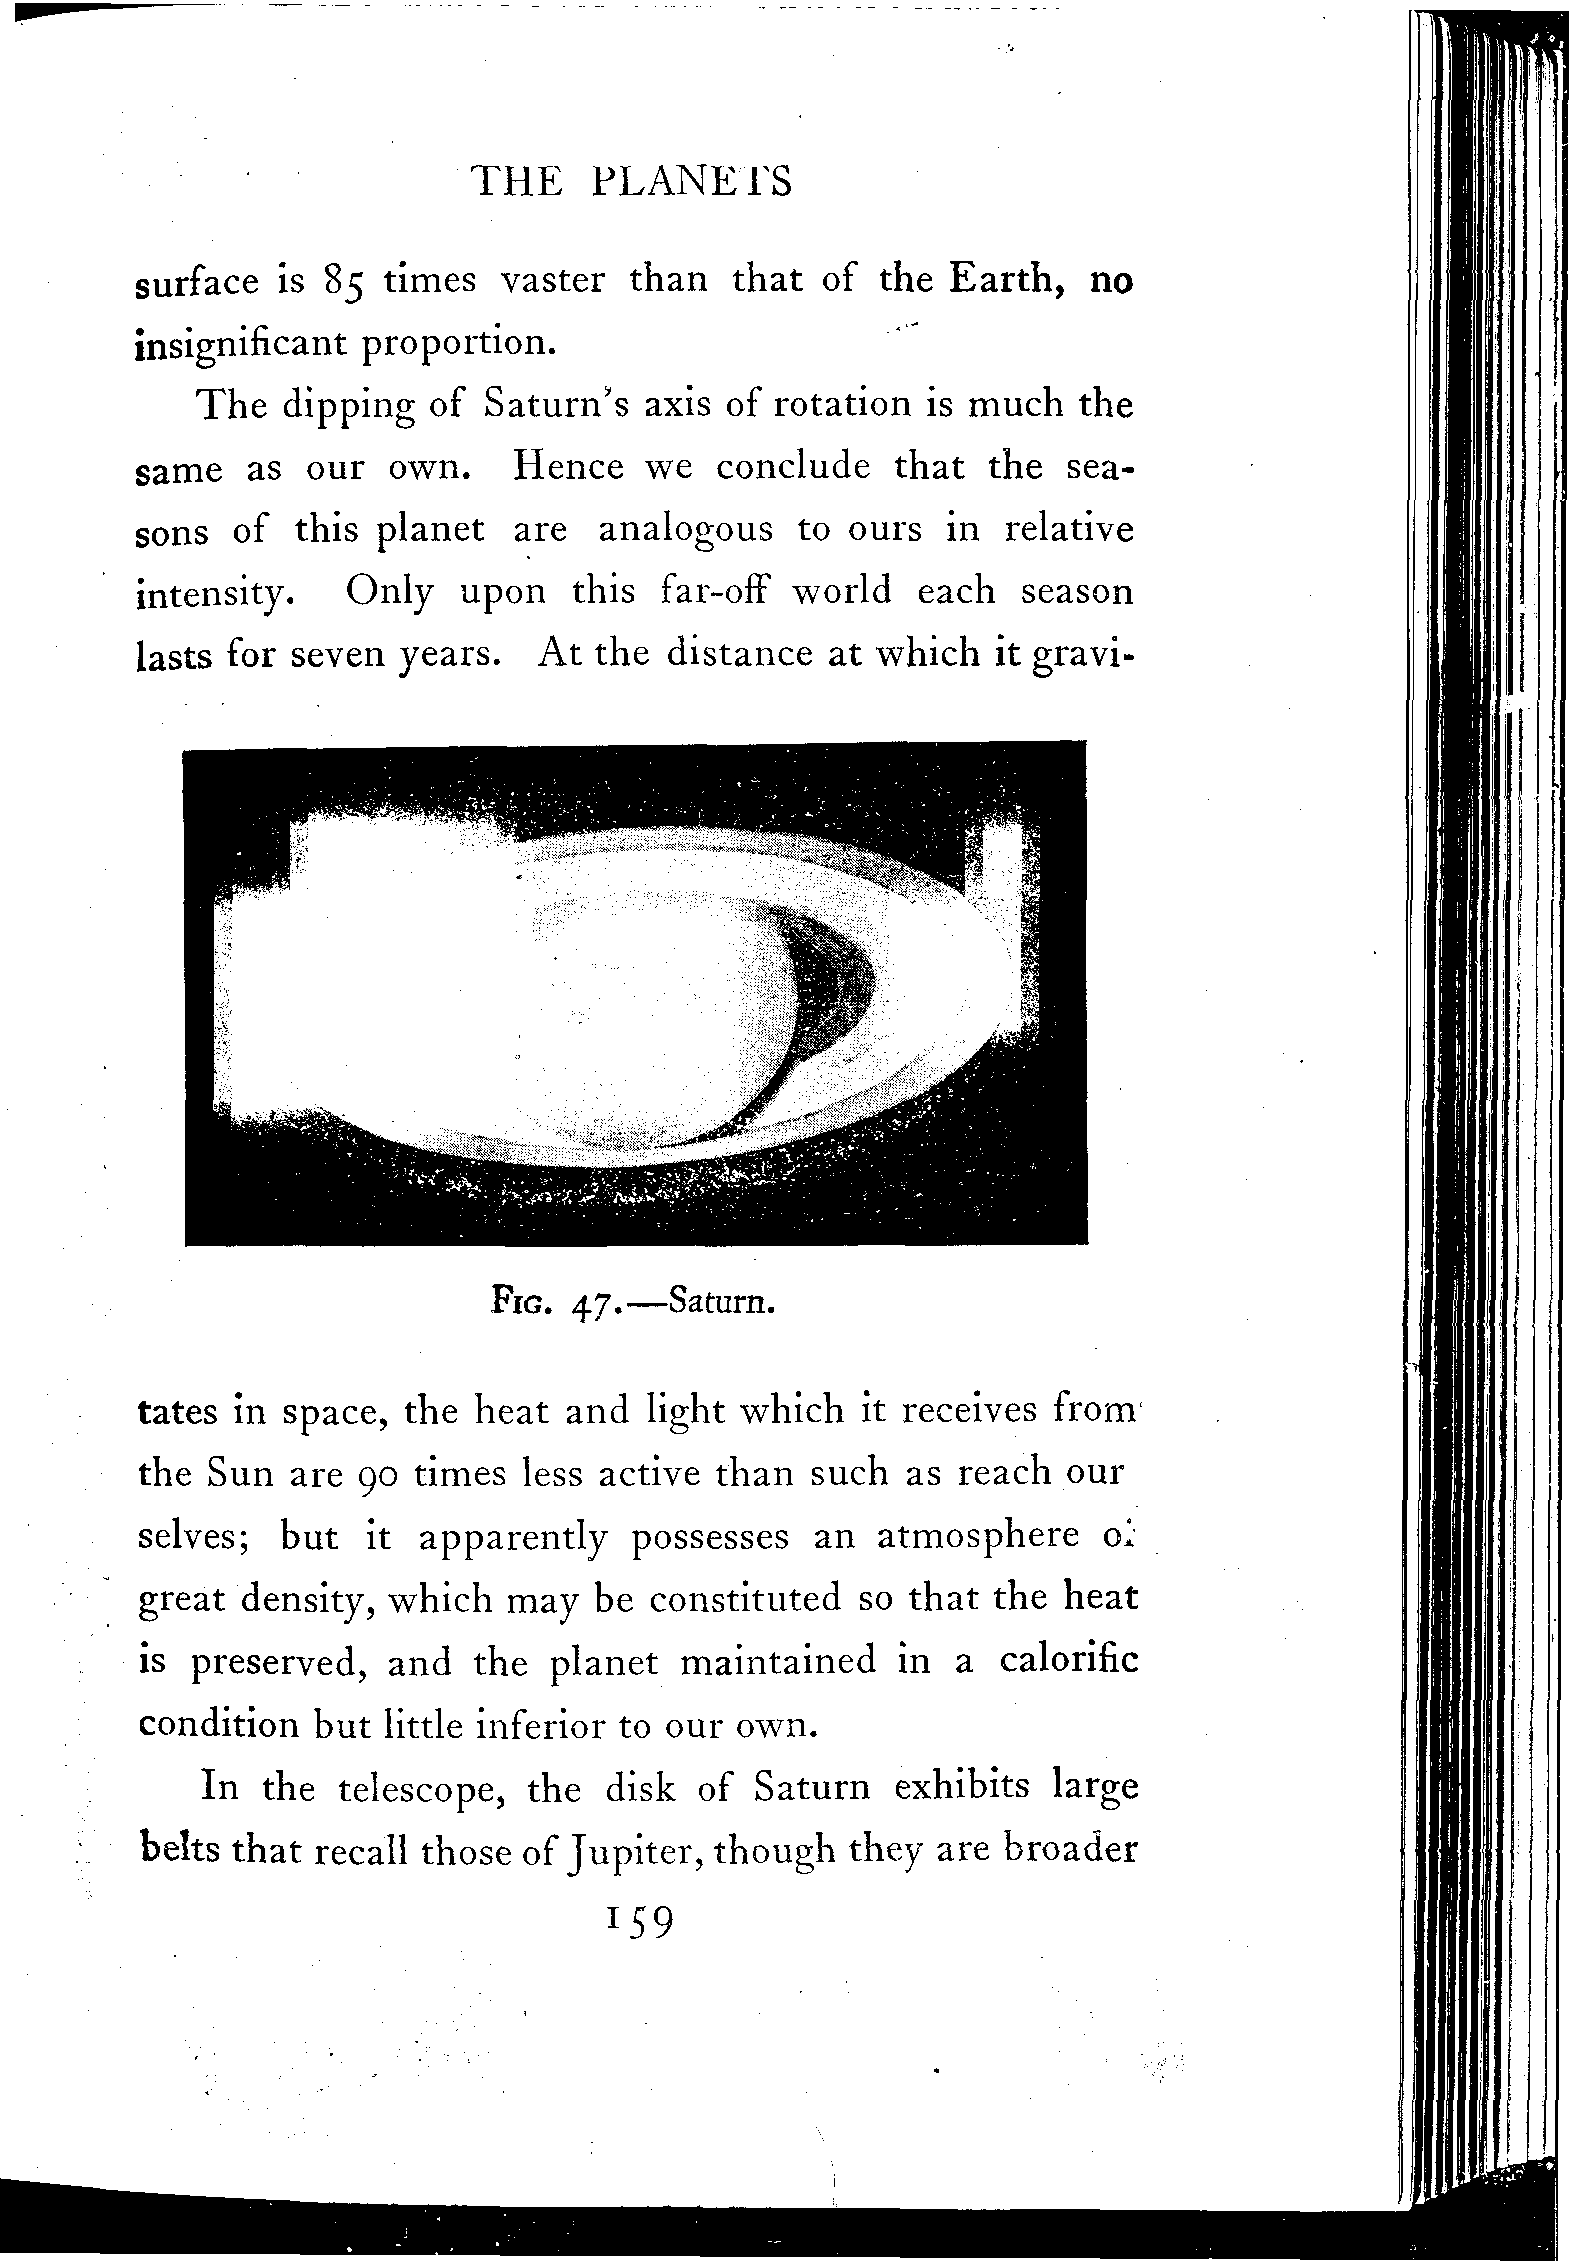 THE PLANETS
surface is 85 times vaster than that of the Earth, no
insignificant proportion.
The dipping of Saturn's axis of rotation is much the
same as our own. Hence we conclude that the sea-
sons of this planet are analogous to ours in relative
intensity. Only upon this far-off world each season
lasts for seven years. At the distance at which it gravi-
FIG. 47.—Saturn.
tates in space, the heat and light which it receives from
the Sun are 90 times less active than such as reach our
selves; but it apparently possesses an atmosphere of
great density, which may be constituted so that the heat
is preserved, and the planet maintained in a calorific
condition but little inferior to our own.
In the telescope, the disk of Saturn exhibits large
belts that recall those of Jupiter, though they are broader
159